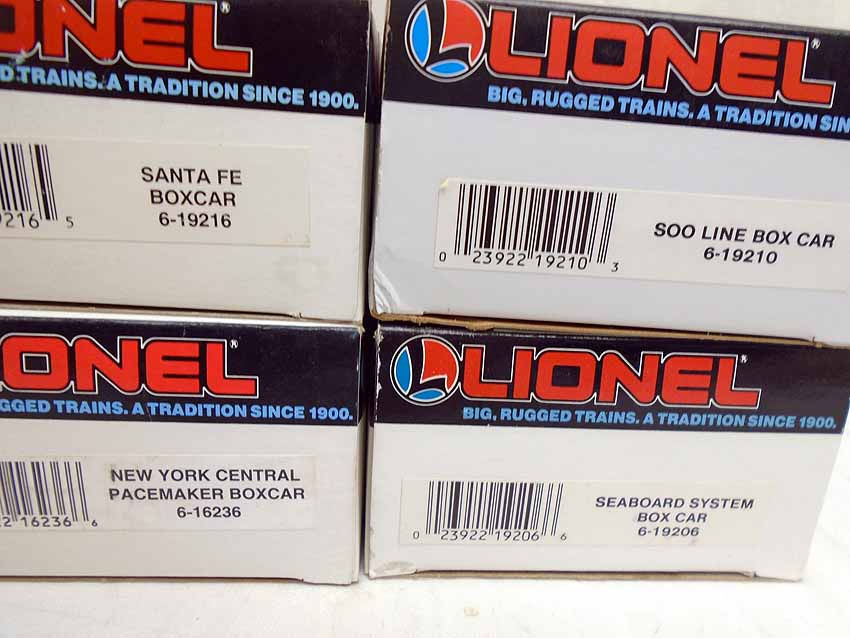 ONEL®
D TRAINS. A TRADITION SINCE 1900.
SANTA FE
BOXCAR
6-19216
9216 5
LIONEL®
BIG, RUGGED TRAINS. A TRADITION SIN
SOO LINE BOX CAR
6-19210
0 23922 19210 3
IONEL®
GGED TRAINS. A TRADITION SINCE 1900.
NEW YORK CENTRAL
PACEMAKER BOXCAR
6-16236
22 16236 6
L LIONEL®
BIG, RUGGED TRAINS. A TRADITION SINCE 1900.
SEABOARD SYSTEM
BOX CAR
6-19206
0 23922 19206 6